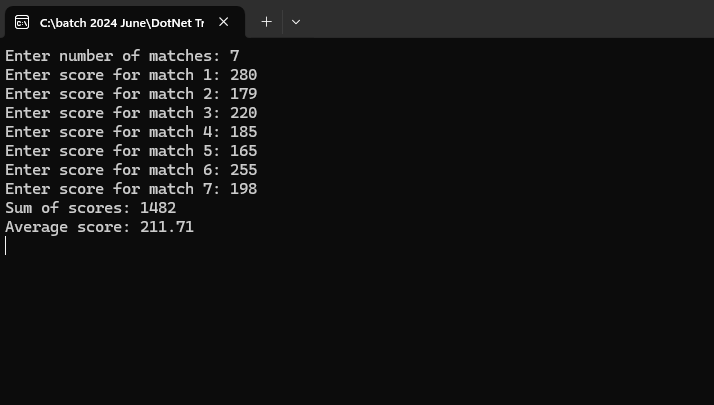 C:\batch 2024 June\DotNet Tr
Enter number of matches: 7
Enter score for match 1: 280
Enter score for match 2: 179
Enter score for match 3: 220
Enter score for match 4: 185
Enter score for match 5: 165
Enter score for match 6: 255
Enter score for match 7: 198
Sum of scores: 1482
Average score: 211.71